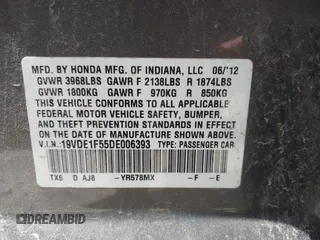 MFD. BY HONDA MFG. OF INDIANA, LLC 06/'12
GVWR 3968LBS GAWR F 2138LBS R 1874LBS
GVWR 1800KG GAWR F 970KG R 850KG
THIS VEHICLE CONFORMS TO ALL APPLICABLE
FEDERAL MOTOR VEHICLE SAFETY, BUMPER,
AND THEFT PREVENTION STANDARDS IN EFFECT
ON THE DATE OF MANUFACTURE SHOWN ABOVE.
V.I.N.:19VDE1F55DE006393 TYPE:PASSENGER CAR
TX6 D AJ8 -YR578MX -F -E
DREAMBID